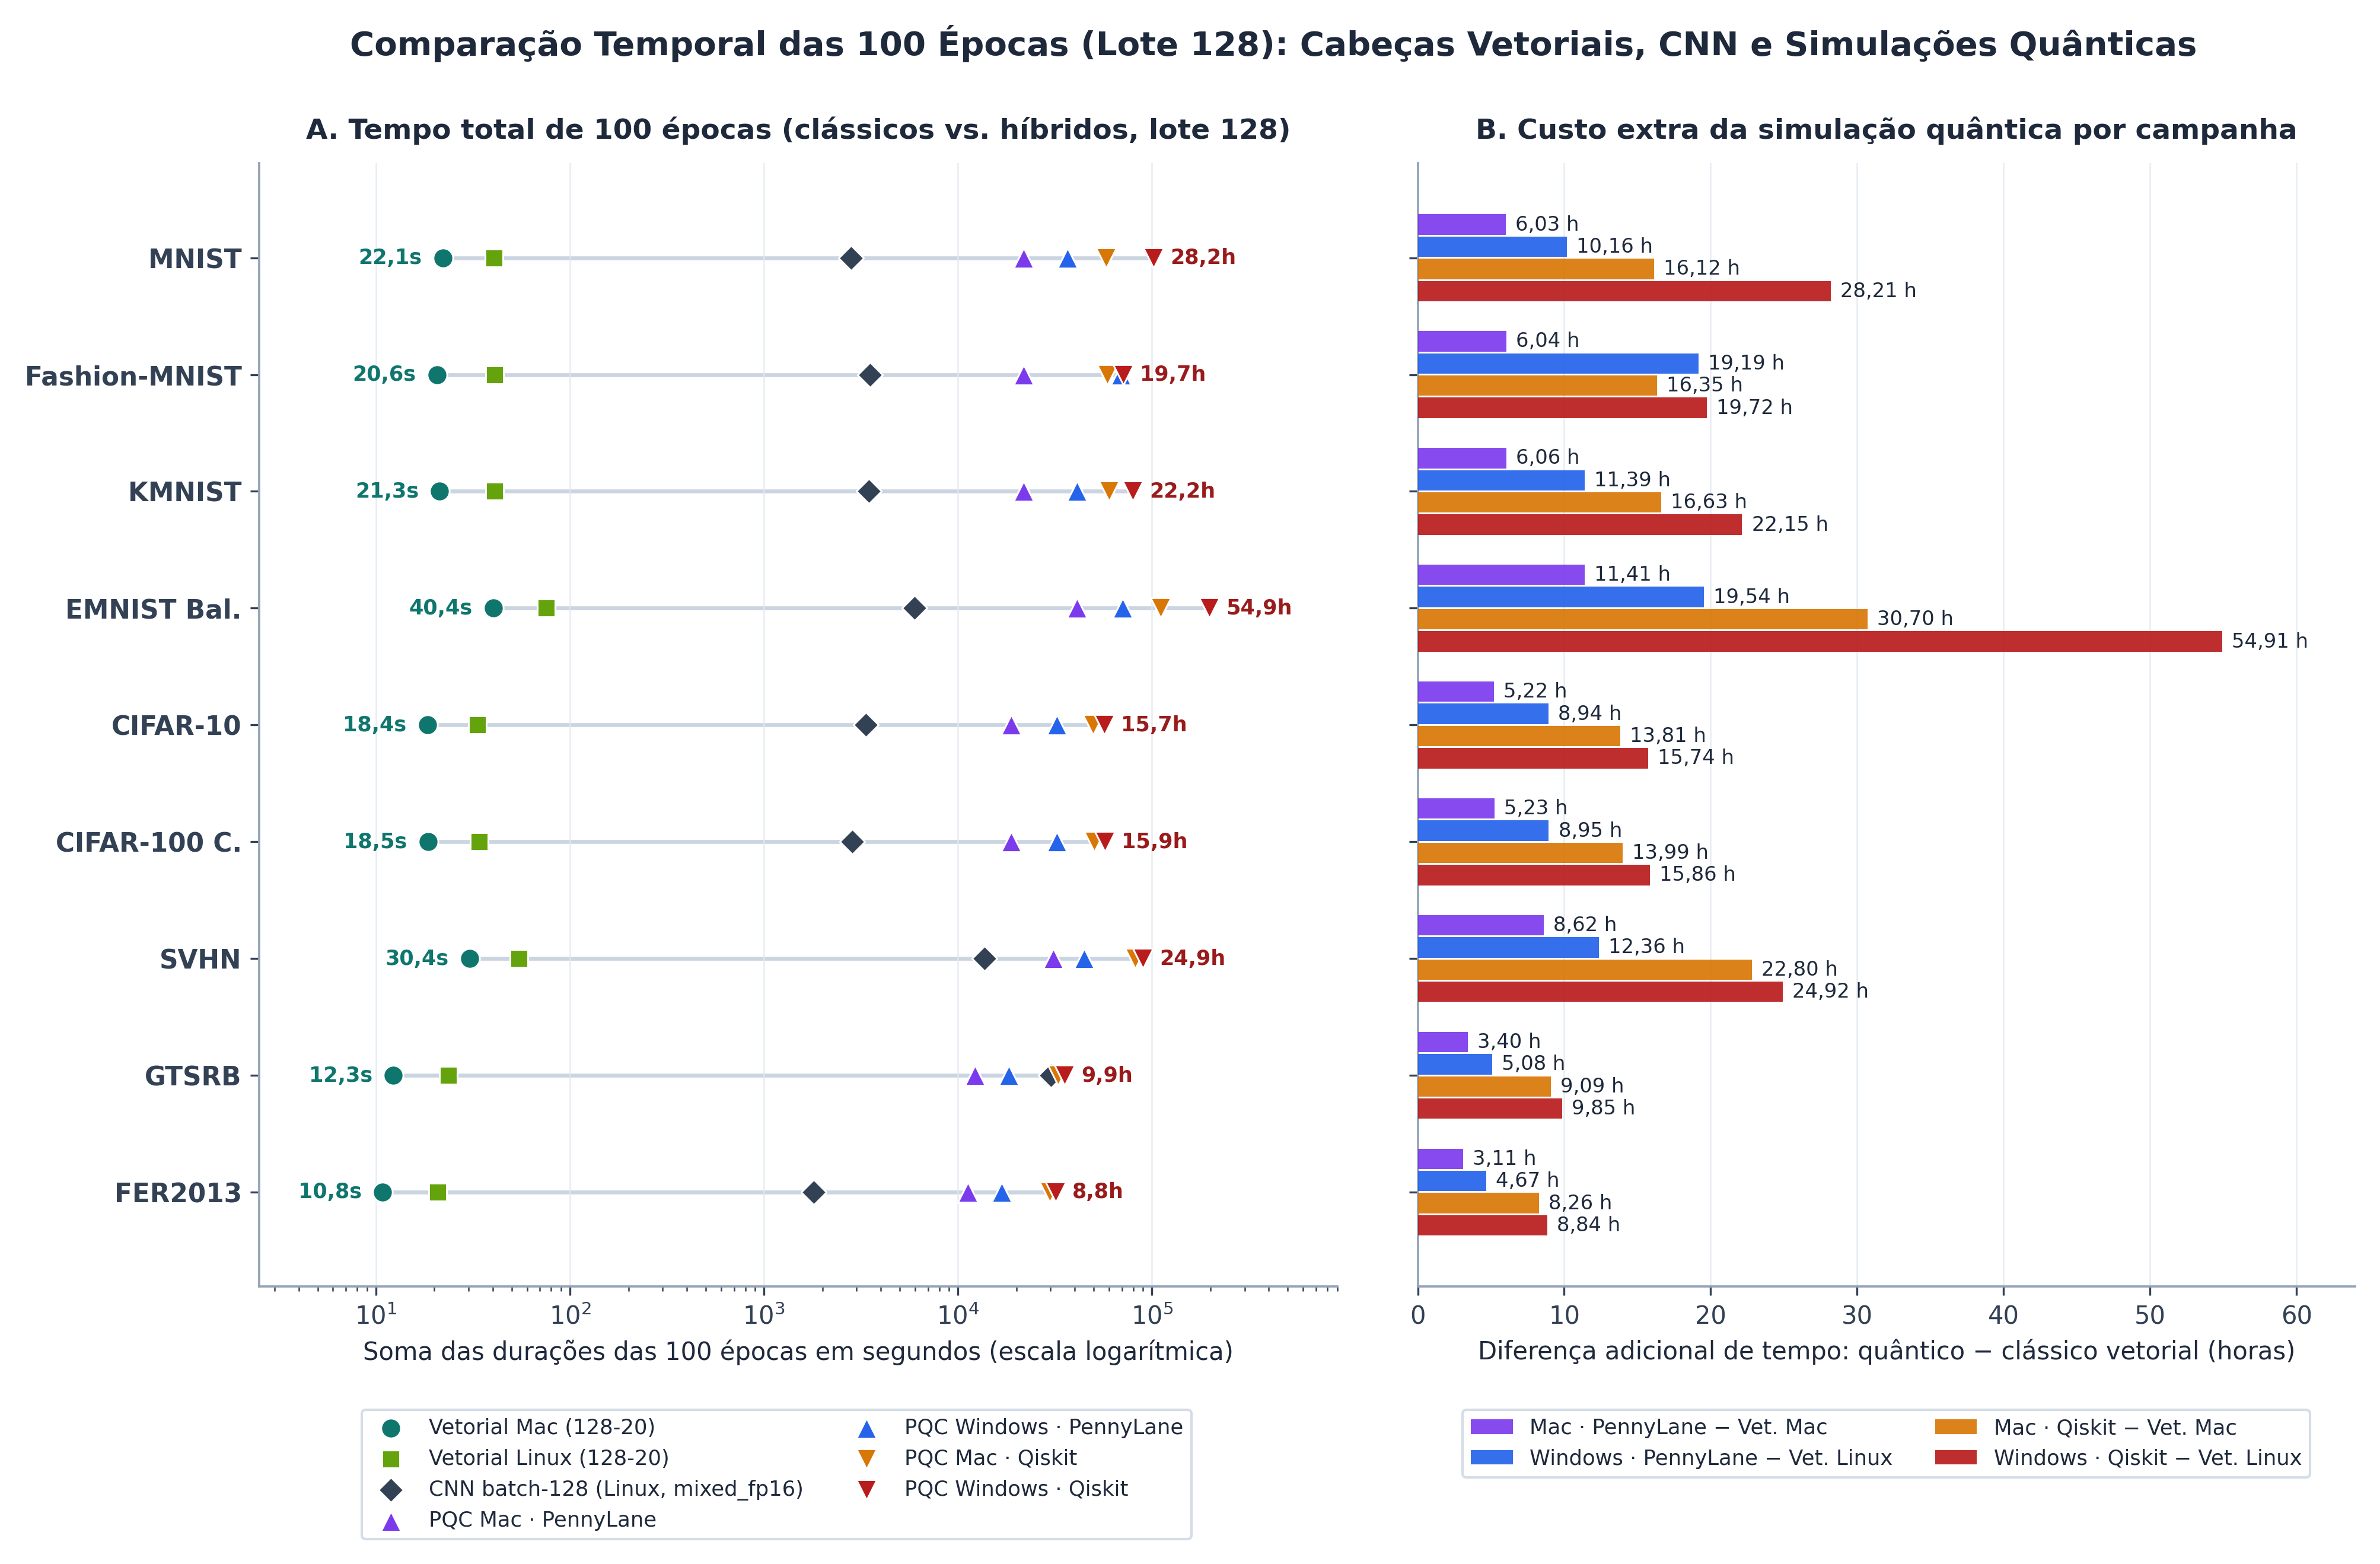 Comparação Temporal das 100 Épocas (Lote 128): Cabeças Vetoriais, CNN e Simulações Quânticas
A. Tempo total de 100 épocas (clássicos vs. híbridos, lote 128)
MNIST
22,1s
28,2h
Fashion-MNIST
20,6s
19,7h
KMNIST
21,3s
22,2h
EMNIST Bal.
40,4s
54,9h
CIFAR-10
18,4s
15,7h
CIFAR-100 C.
18,5s
15,9h
SVHN
30,4s
24,9h
GTSRB
12,3s
9,9h
FER2013
10,8s
8,8h
10¹
10²
10³
10⁴
10⁵
Soma das durações das 100 épocas em segundos (escala logarítmica)
Vetorial Mac (128-20)
Vetorial Linux (128-20)
CNN batch-128 (Linux, mixed_fp16)
PQC Mac · PennyLane
PQC Windows · PennyLane
PQC Mac · Qiskit
PQC Windows · Qiskit
B. Custo extra da simulação quântica por campanha
6,03 h
10,16 h
16,12 h
28,21 h
6,04 h
19,19 h
16,35 h
19,72 h
6,06 h
11,39 h
16,63 h
22,15 h
11,41 h
19,54 h
30,70 h
54,91 h
5,22 h
8,94 h
13,81 h
15,74 h
5,23 h
8,95 h
13,99 h
15,86 h
8,62 h
12,36 h
22,80 h
24,92 h
3,40 h
5,08 h
9,09 h
9,85 h
3,11 h
4,67 h
8,26 h
8,84 h
0
10
20
30
40
50
60
Diferença adicional de tempo: quântico − clássico vetorial (horas)
Mac · PennyLane − Vet. Mac
Windows · PennyLane − Vet. Linux
Mac · Qiskit − Vet. Mac
Windows · Qiskit − Vet. Linux